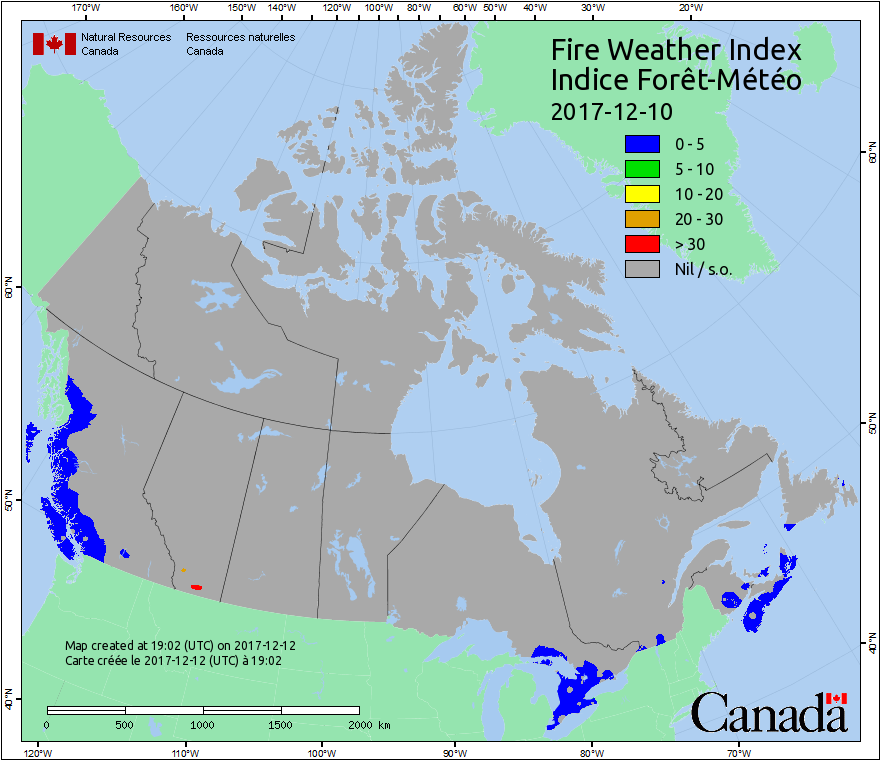 170°W 160°W 150°W 140°W 130°W 120°W 110°W 100°W 90°W 80°W 60°W 50°W 40°W 30°W 20°W
Natural Resources Ressources naturelles
Canada Canada
Fire Weather Index
Indice Forêt-Météo
2017-12-10
0 - 5
5 - 10
10 - 20
20 - 30
> 30
Nil / s.o.
60°N
60°N
50°N
50°N
40°N
40°N
Map created at 19:02 (UTC) on 2017-12-12
Carte créée le 2017-12-12 (UTC) à 19:02
0 500 1000 1500 2000 km
Canada
120°W 110°W 100°W 90°W 80°W 70°W